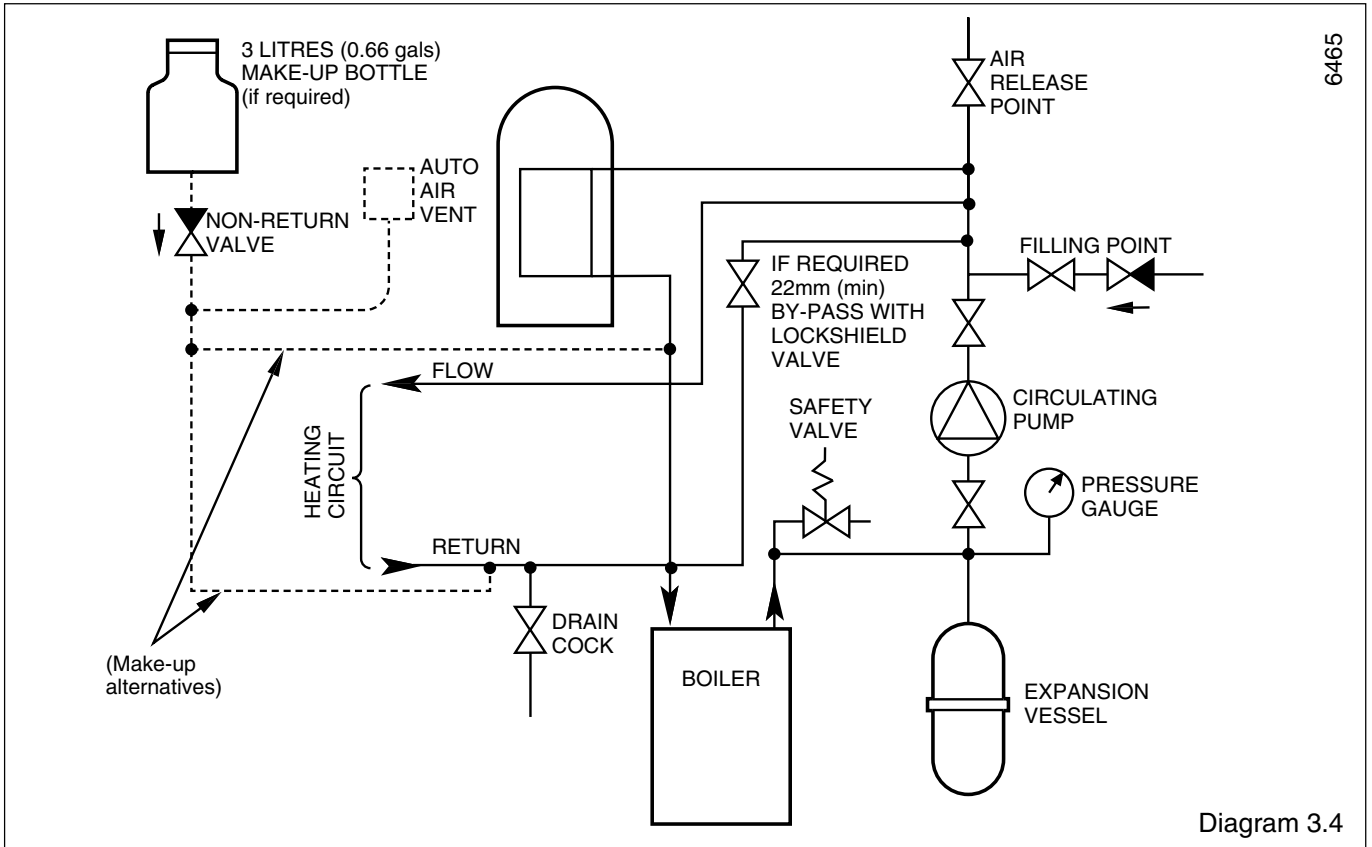 3 LITRES (0.66 gals)
MAKE-UP BOTTLE
(if required)
NON-RETURN
VALVE
AUTO
AIR
VENT
AIR
RELEASE
POINT
6465
FILLING POINT
IF REQUIRED
22mm (min)
BY-PASS WITH
LOCKSHIELD
VALVE
FLOW
HEATING
CIRCUIT
RETURN
SAFETY
VALVE
CIRCULATING
PUMP
PRESSURE
GAUGE
DRAIN
COCK
(Make-up
alternatives)
BOILER
EXPANSION
VESSEL
Diagram 3.4